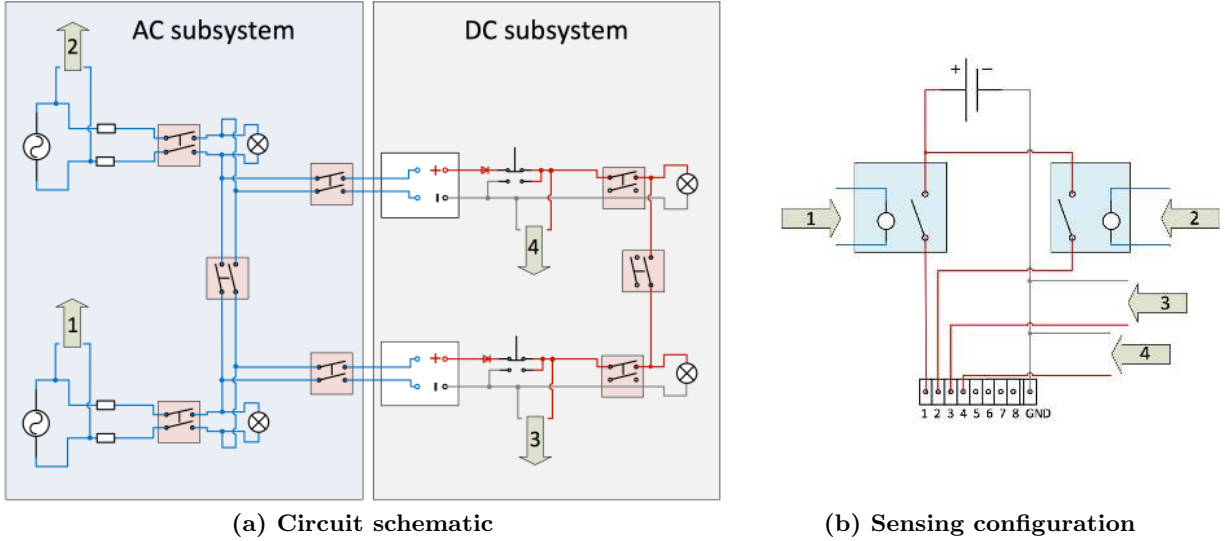 AC subsystem
DC subsystem
2
1
4
3
+
I
+
I
+ −
1
2
3
4
1 2 3 4 5 6 7 8 GND
(a) Circuit schematic
(b) Sensing configuration